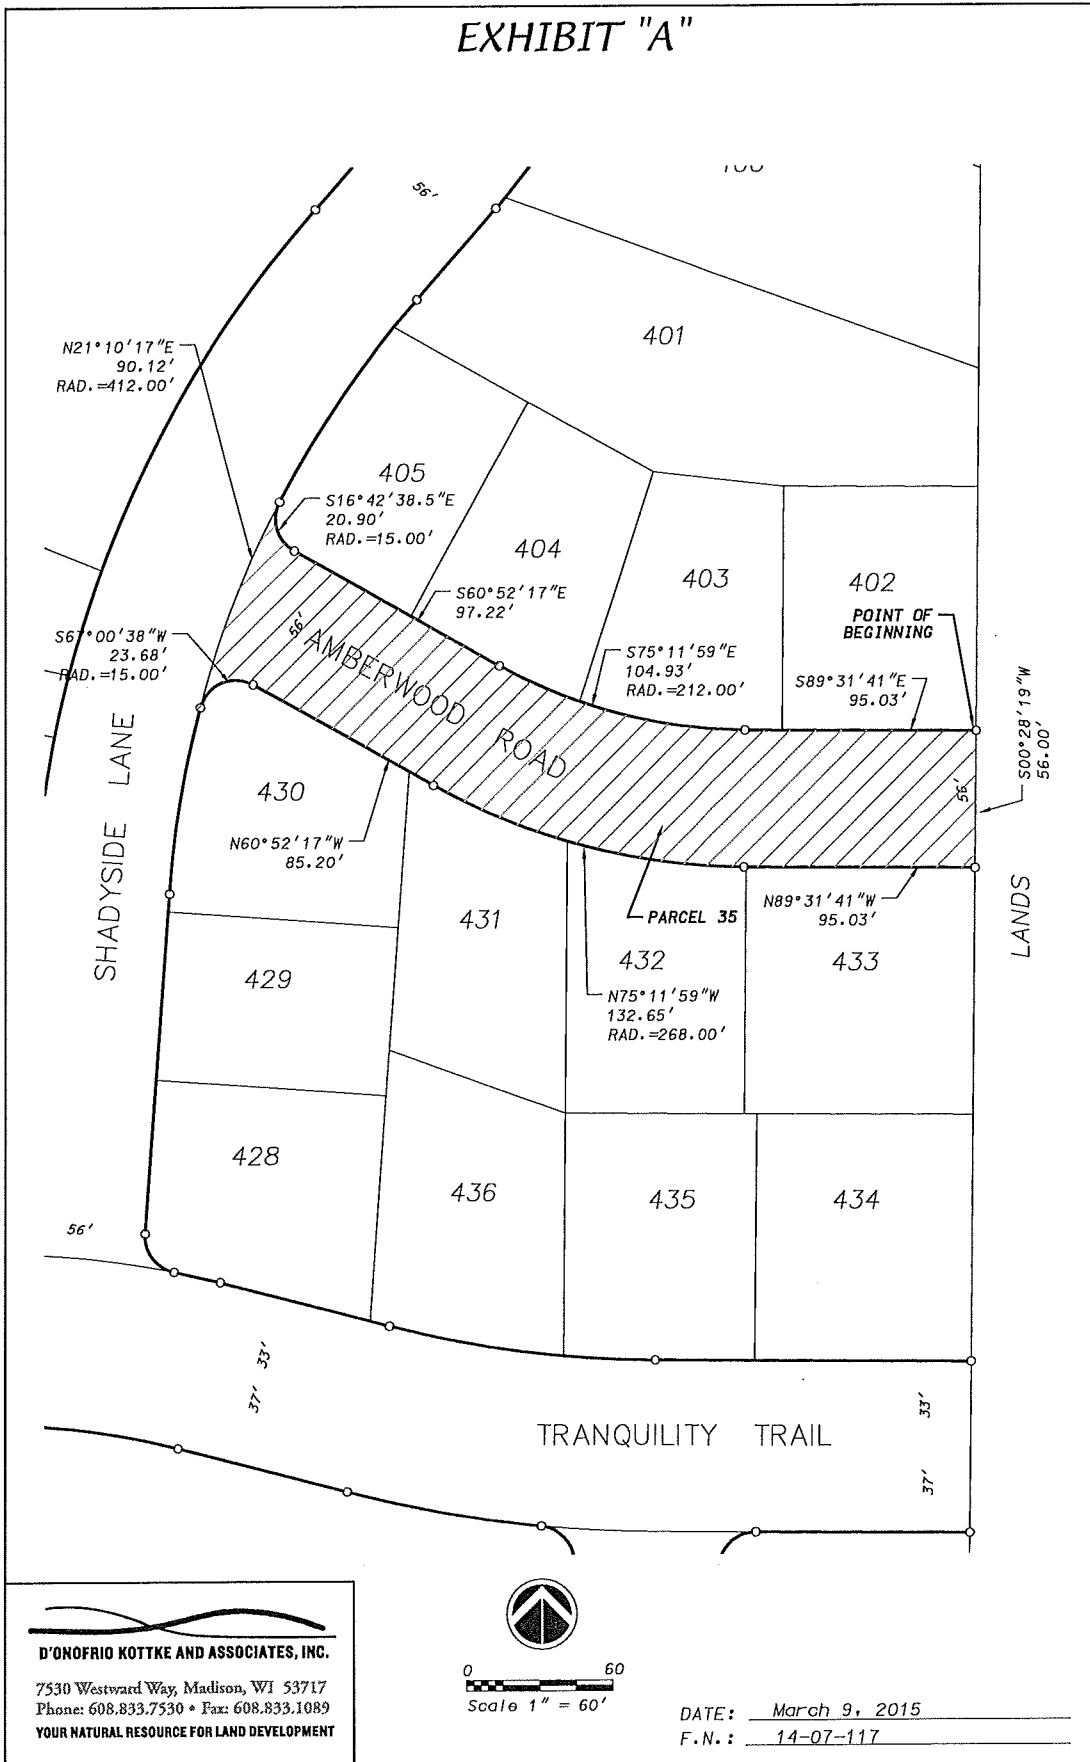 EXHIBIT "A"
56'
401
N21°10'17"E
90.12'
RAD.=412.00'
405
S16°42'38.5"E
20.90'
RAD.=15.00'
404
403
402
POINT OF
BEGINNING
S60°52'17"E
97.22'
56'
AMBERWOOD ROAD
S67°00'38"W
23.68'
RAD.=15.00'
S75°11'59"E
104.93'
RAD.=212.00'
S89°31'41"E
95.03'
S00°28'19"W
56.00'
56'
SHADYSIDE LANE
430
N60°52'17"W
85.20'
431
PARCEL 35
N89°31'41"W
95.03'
LANDS
432
433
429
N75°11'59"W
132.65'
RAD.=268.00'
428
436
435
434
56'
33'
37'
33'
37'
TRANQUILITY TRAIL
D'ONOFRIO KOTTKE AND ASSOCIATES, INC.
7530 Westward Way, Madison, WI 53717
Phone: 608.833.7530 • Fax: 608.833.1089
YOUR NATURAL RESOURCE FOR LAND DEVELOPMENT
0 60
Scale 1" = 60'
DATE: March 9, 2015
F.N.: 14-07-117